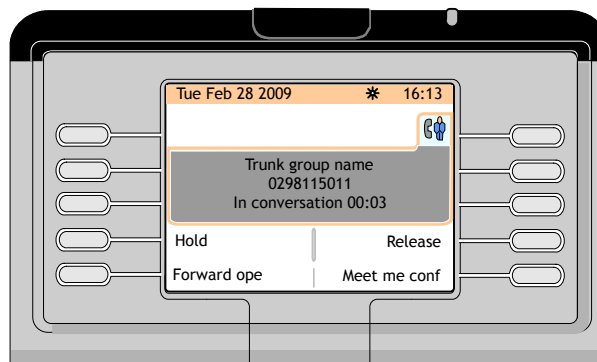 Tue Feb 28 2009 16:13
Trunk group name
0298115011
In conversation 00:03
Hold Release
Forward ope Meet me conf